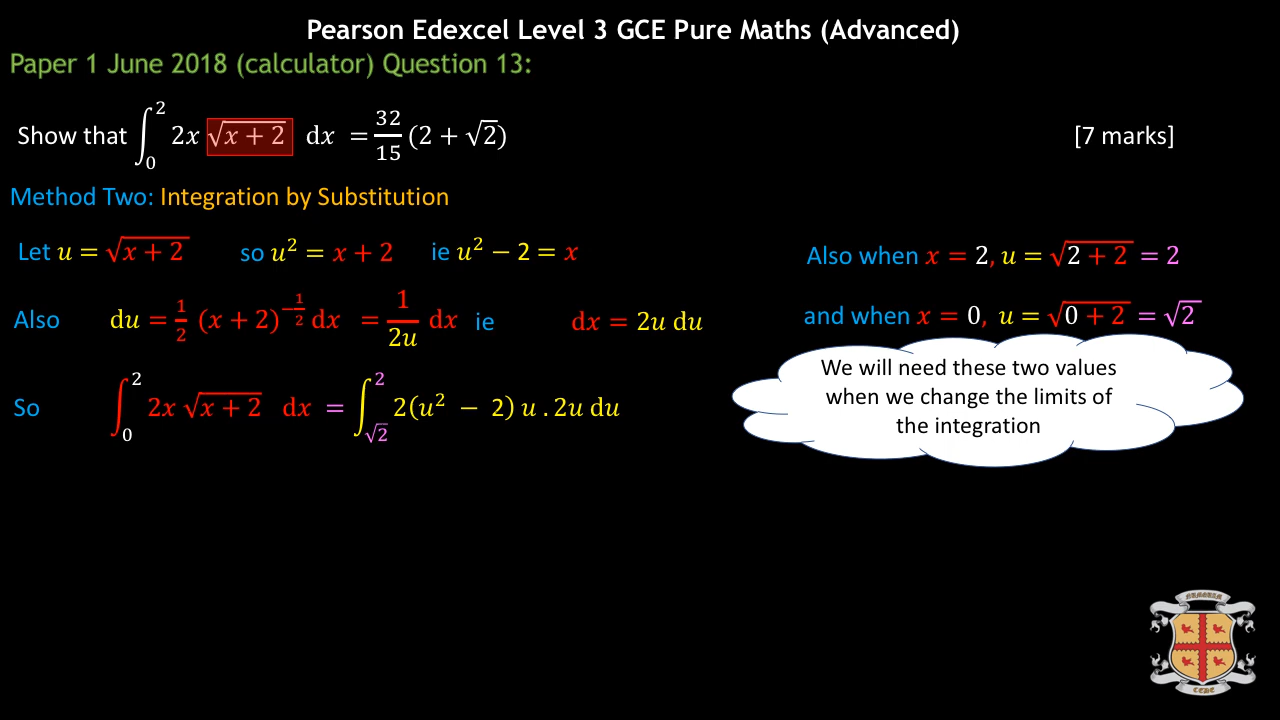 Pearson Edexcel Level 3 GCE Pure Maths (Advanced)
Paper 1 June 2018 (calculator) Question 13:
Show that ∫₀² 2x √(x + 2) dx = 32/15 (2 + √2) [7 marks]
Method Two: Integration by Substitution
Let u = √(x + 2) so u² = x + 2 ie u² − 2 = x
Also when x = 2, u = √(2 + 2) = 2
Also du = 1/2 (x + 2)^(−1/2) dx = 1/(2u) dx ie dx = 2u du
and when x = 0, u = √(0 + 2) = √2
We will need these two values
when we change the limits of
the integration
So ∫₀² 2x √(x + 2) dx = ∫_√2^2 2(u² − 2) u . 2u du
CEDE